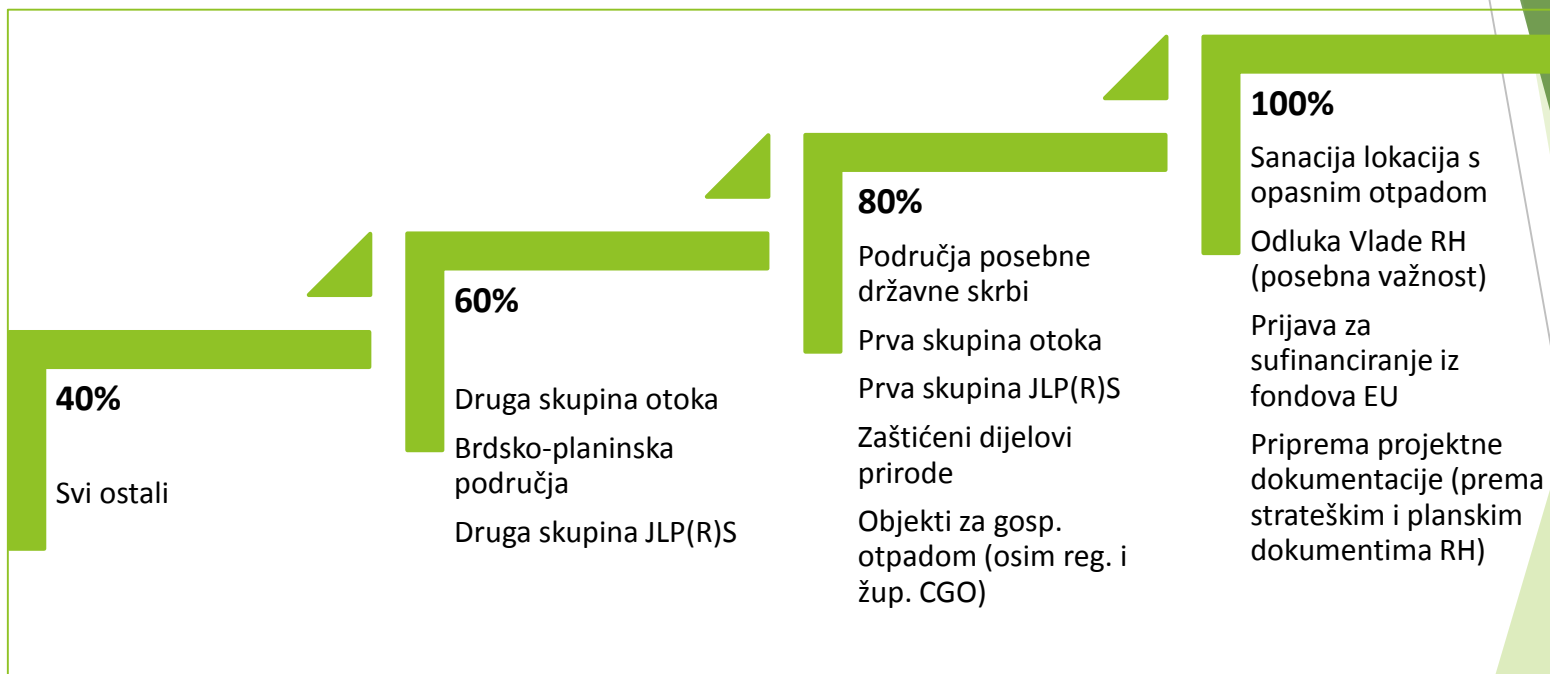 40%
Svi ostali
60%
Druga skupina otoka
Brdsko-planinska
područja
Druga skupina JLP(R)S
80%
Područja posebne
državne skrbi
Prva skupina otoka
Prva skupina JLP(R)S
Zaštićeni dijelovi
prirode
Objekti za gosp.
otpadom (osim reg. i
žup. CGO)
100%
Sanacija lokacija s
opasnim otpadom
Odluka Vlade RH
(posebna važnost)
Prijava za
sufinanciranje iz
fondova EU
Priprema projektne
dokumentacije (prema
strateškim i planskim
dokumentima RH)